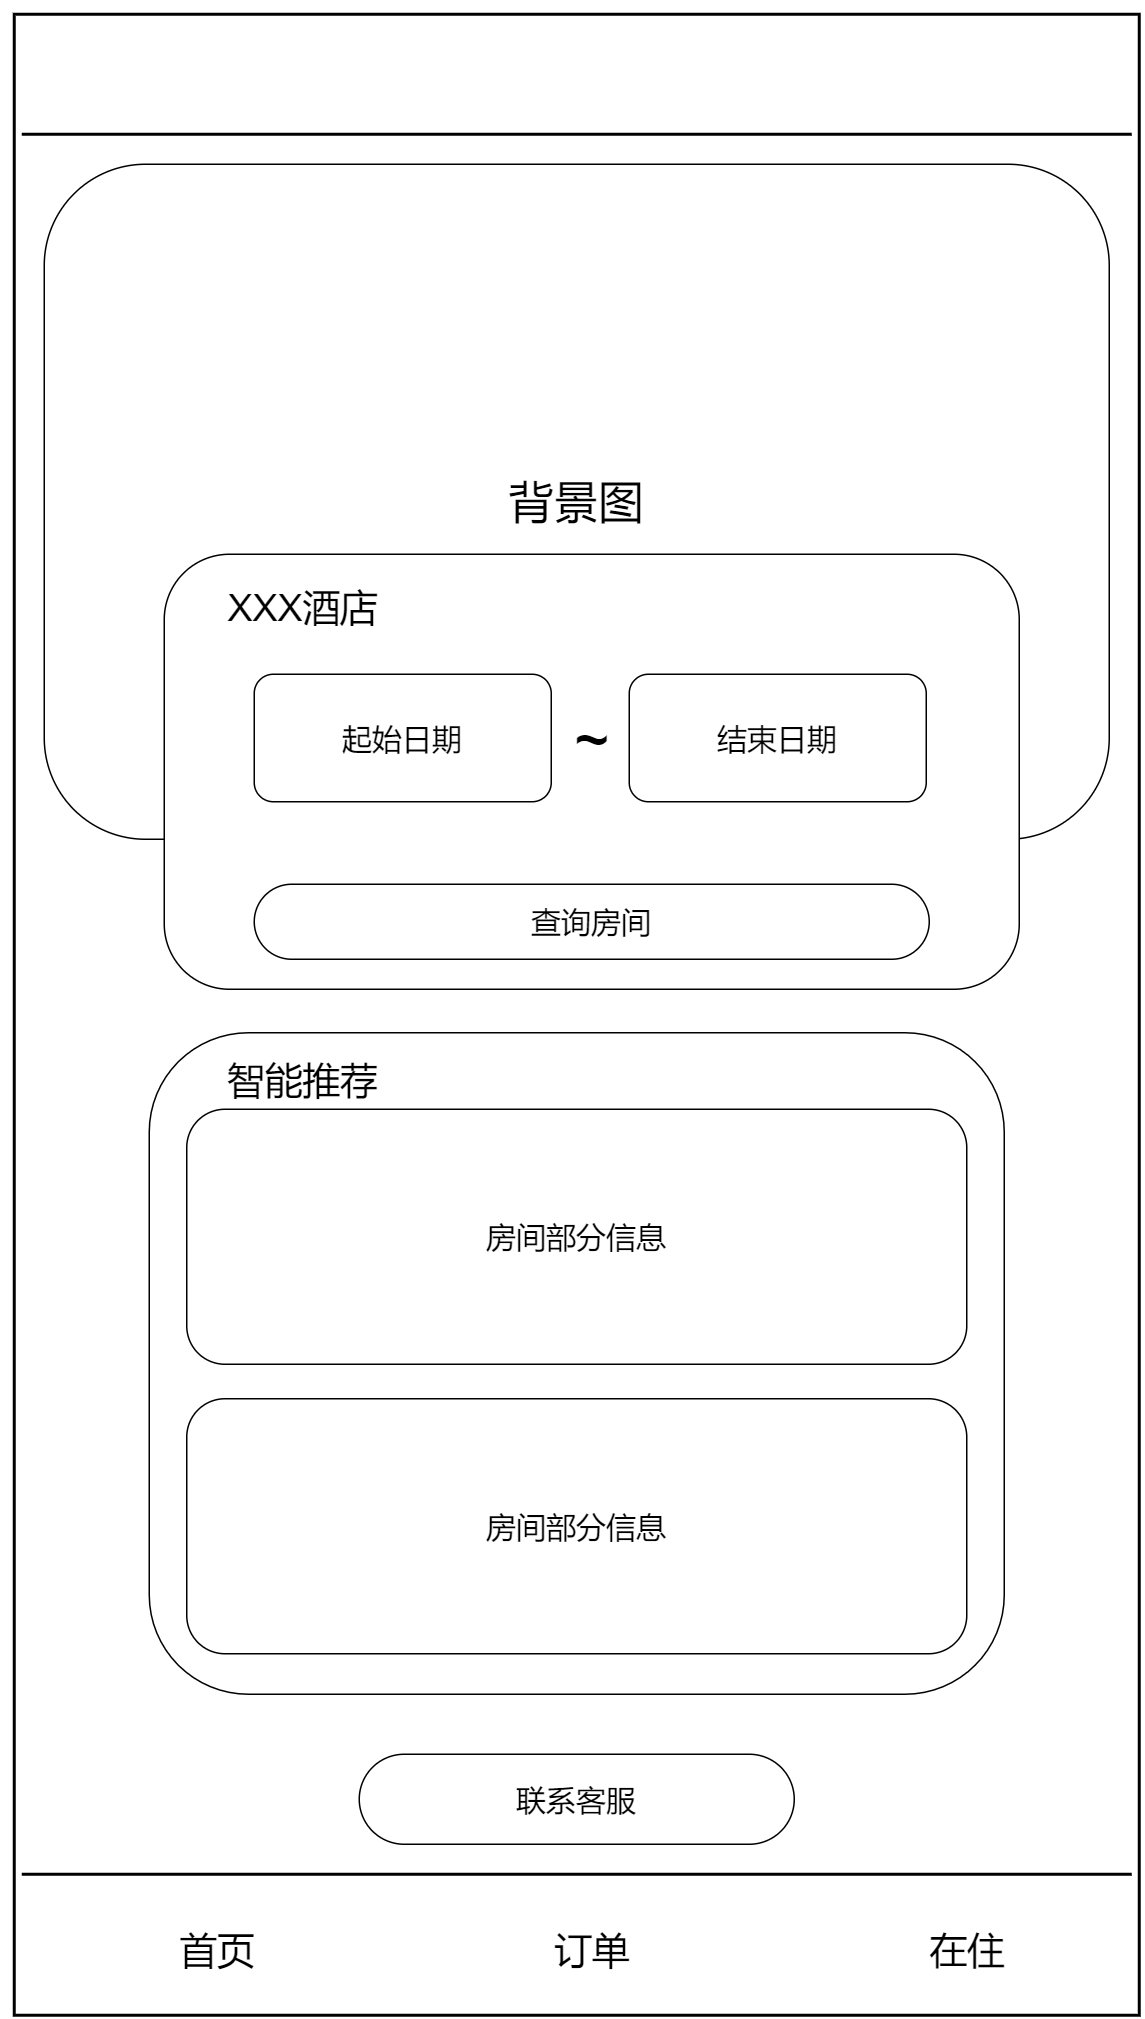 背景图
XXX酒店
起始日期 ~ 结束日期
查询房间
智能推荐
房间部分信息
房间部分信息
联系客服
首页 订单 在住